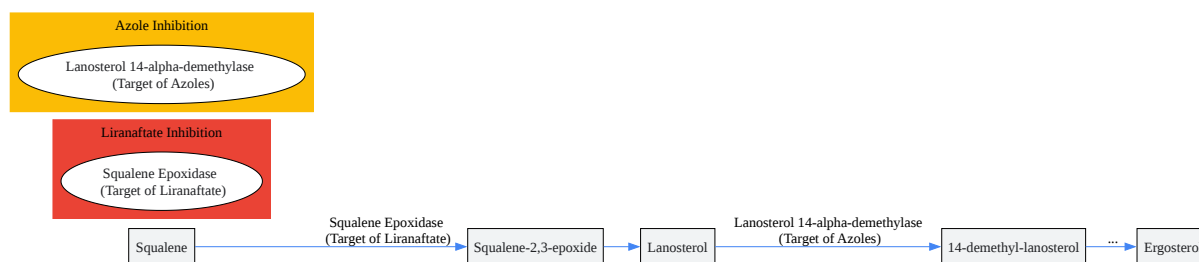 Azole Inhibition
Lanosterol 14-alpha-demethylase
(Target of Azoles)
Liranaftate Inhibition
Squalene Epoxidase
(Target of Liranaftate)
Squalene
Squalene Epoxidase
(Target of Liranaftate)
Squalene-2,3-epoxide
Lanosterol
Lanosterol 14-alpha-demethylase
(Target of Azoles)
14-demethyl-lanosterol
...
Ergosterol